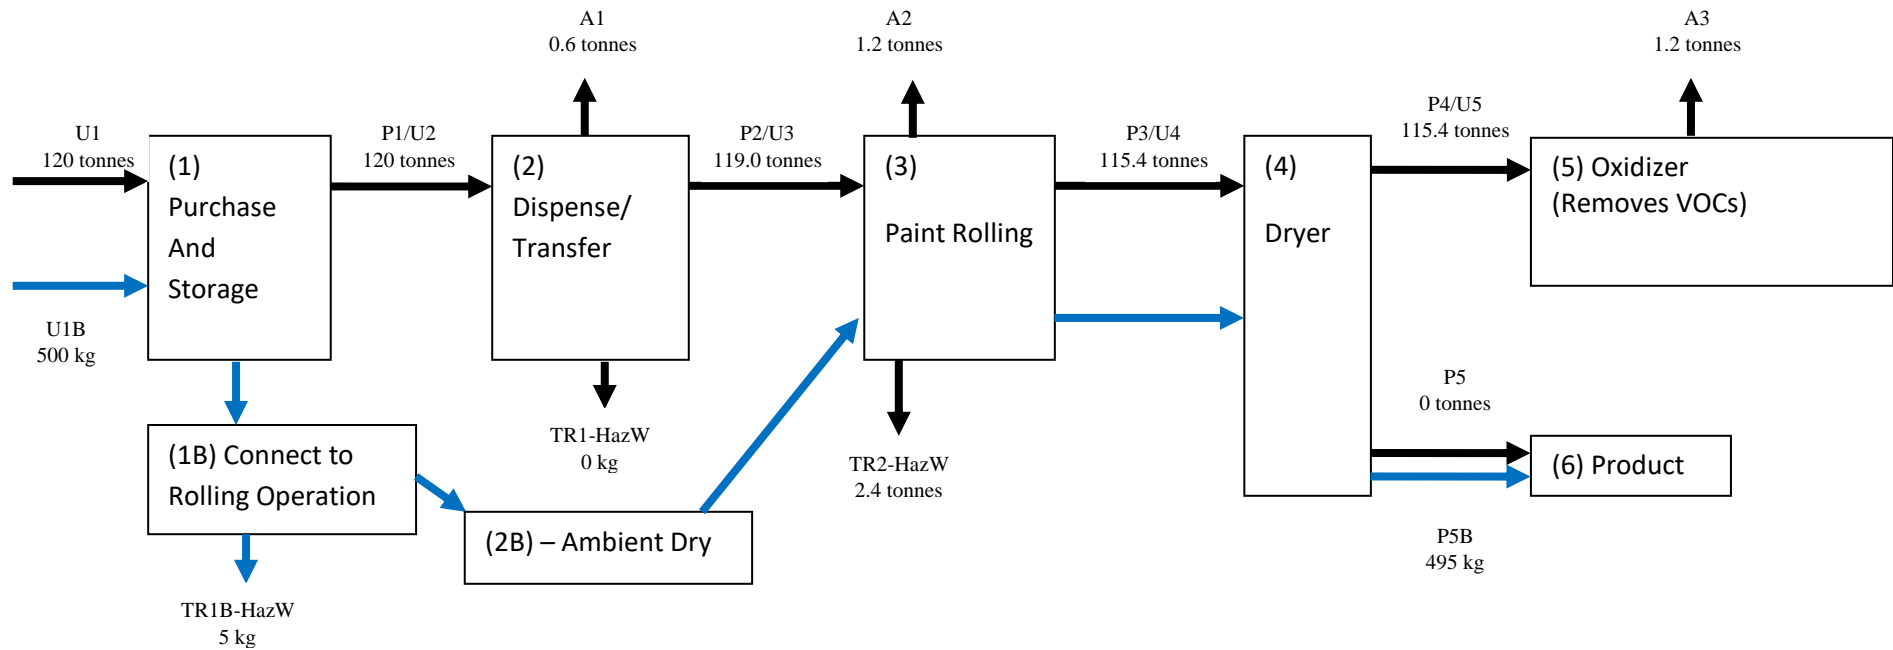 A1
0.6 tonnes
A2
1.2 tonnes
A3
1.2 tonnes
U1
120 tonnes
P1/U2
120 tonnes
P2/U3
119.0 tonnes
P3/U4
115.4 tonnes
P4/U5
115.4 tonnes
(1)
Purchase
And
Storage
(2)
Dispense/
Transfer
(3)
Paint Rolling
(4)
Dryer
(5) Oxidizer
(Removes VOCs)
U1B
500 kg
TR1-HazW
0 kg
TR2-HazW
2.4 tonnes
P5
0 tonnes
(1B) Connect to
Rolling Operation
(2B) – Ambient Dry
(6) Product
P5B
495 kg
TR1B-HazW
5 kg